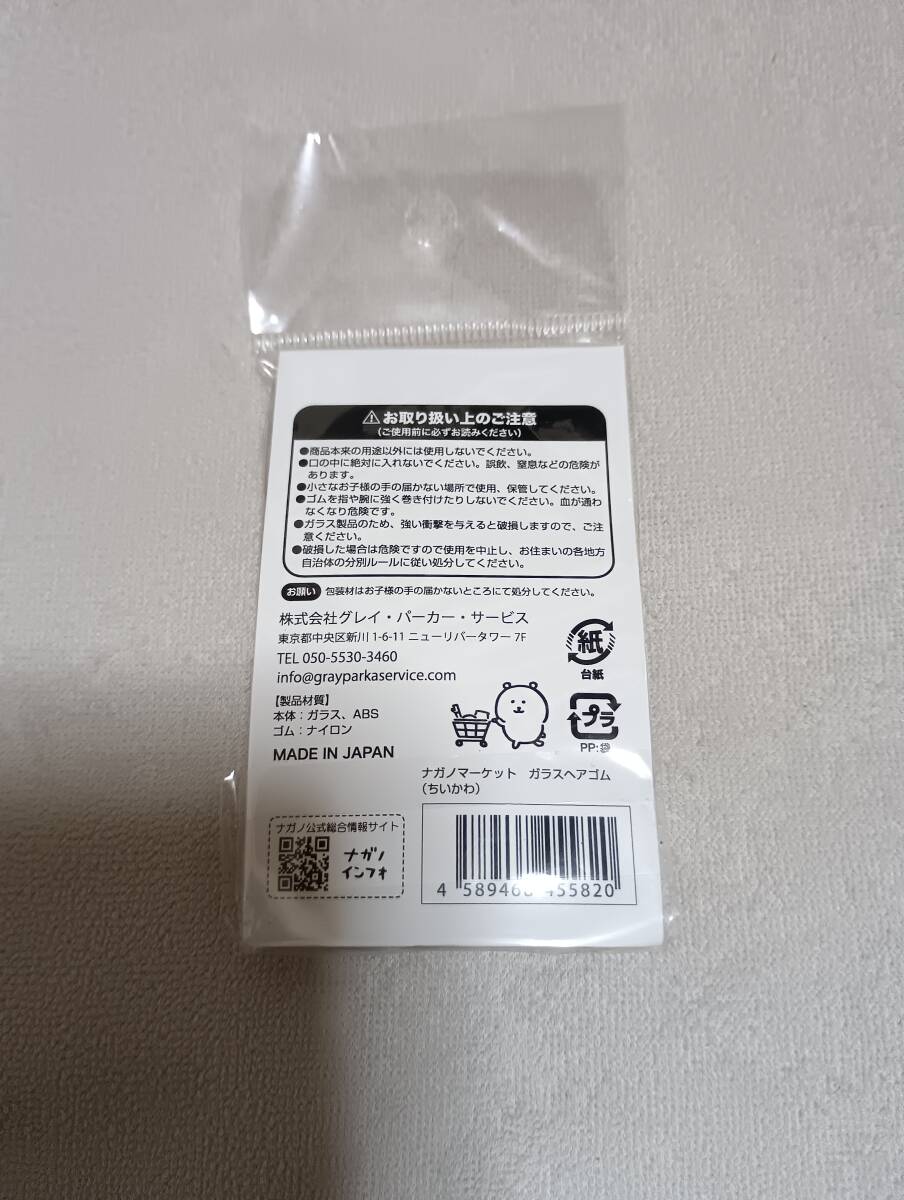 ⚠お取り扱い上のご注意
(ご使用前に必ずお読みください)
●商品本来の用途以外には使用しないでください。
●口の中に絶対に入れないでください。誤飲、窒息などの危険が
あります。
●小さなお子様の手の届かない場所で使用、保管してください。
●ゴムを指や腕に強く巻き付けたりしないでください。血が通わ
なくなり危険です。
●ガラス製品のため、強い衝撃を与えると破損しますので、ご注
意ください。
●破損した場合は危険ですので使用を中止し、お住まいの各地方
自治体の分別ルールに従い処分してください。
お願い 包装材はお子様の手の届かないところにて処分してください。
株式会社グレイ・パーカー・サービス
東京都中央区新川 1-6-11 ニューリバータワー 7F
TEL 050-5530-3460
info@grayparkaservice.com
紙
台紙
【製品材質】
本体：ガラス、ABS
ゴム：ナイロン
MADE IN JAPAN
プラ
PP:袋
ナガノマーケット ガラスヘアゴム
(ちいかわ)
ナガノ公式総合情報サイト
ナガノ
インフォ
4 589468 455820